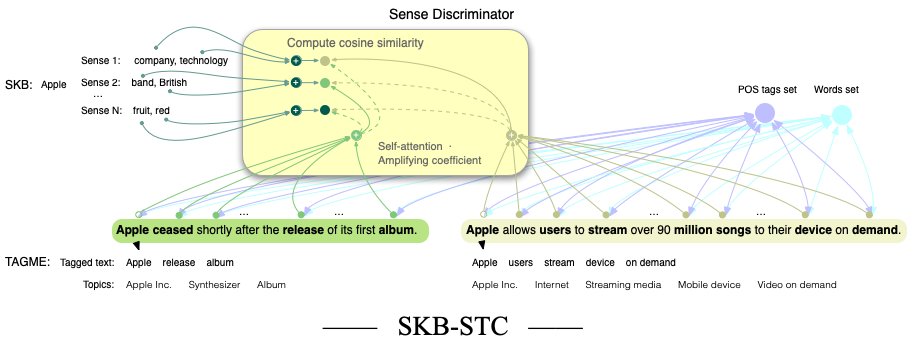 Sense Discriminator
Compute cosine similarity
Sense 1: company, technology
SKB: Apple
Sense 2: band, British
...
Sense N: fruit, red
POS tags set
Words set
Self-attention ·
Amplifying coefficient
... ... ... ...
Apple ceased shortly after the release of its first album.
Apple allows users to stream over 90 million songs to their device on demand.
TAGME: Tagged text: Apple release album
Apple users stream device on demand
Topics: Apple Inc. Synthesizer Album
Apple Inc. Internet Streaming media Mobile device Video on demand
SKB-STC